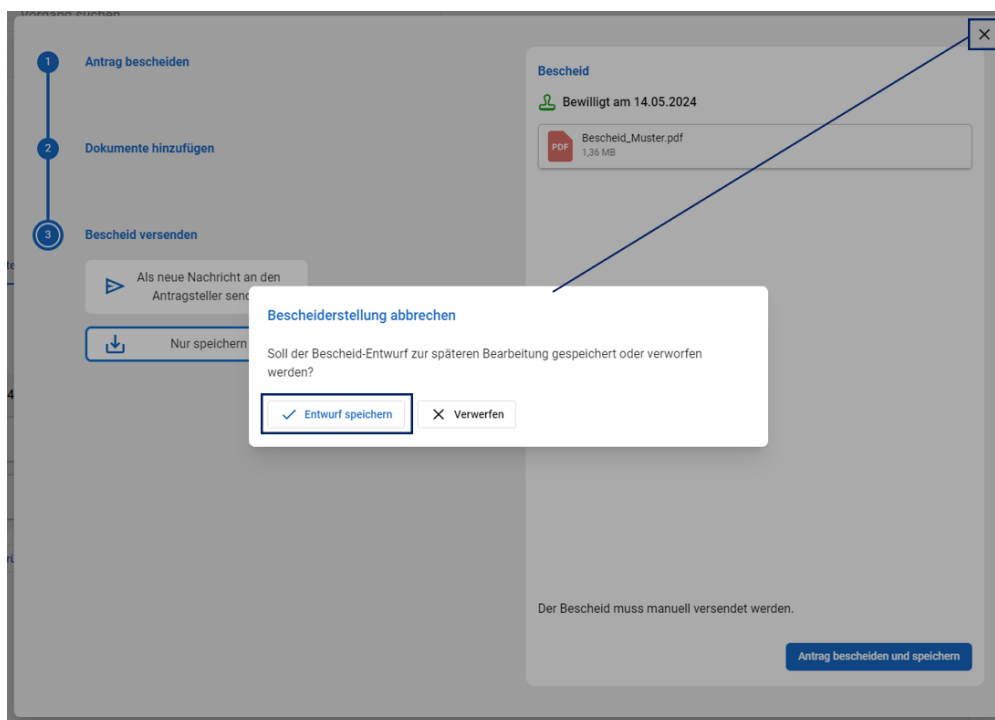 Vorgang suchen
1
Antrag bescheiden
2
Dokumente hinzufügen
3
Bescheid versenden
Als neue Nachricht an den
Antragsteller
Nur speichern
Bescheid
Bewilligt am 14.05.2024
PDF
Bescheid_Muster.pdf
1,36 MB
Bescheiderstellung abbrechen
Soll der Bescheid-Entwurf zur späteren Bearbeitung gespeichert oder verworfen
werden?
Entwurf speichern
Verwerfen
Der Bescheid muss manuell versendet werden.
Antrag bescheiden und speichern